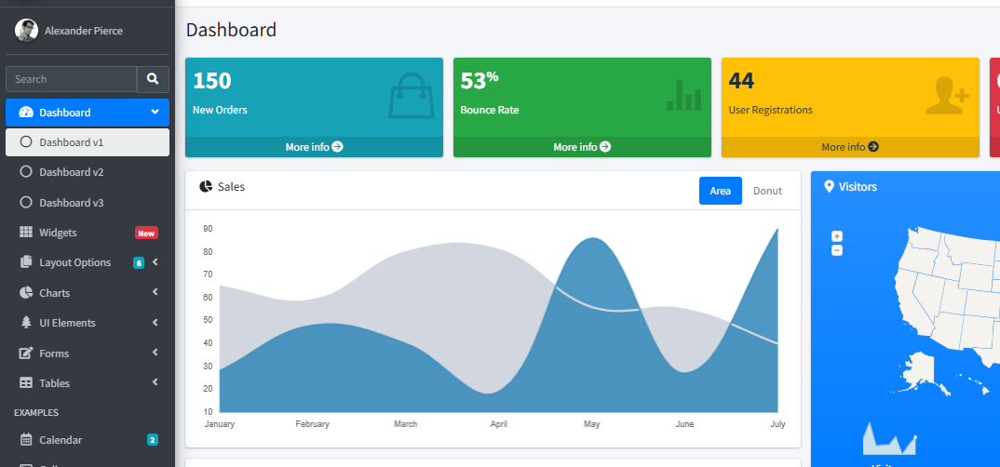 Alexander Pierce
Search
Dashboard
Dashboard v1
Dashboard v2
Dashboard v3
Widgets New
Layout Options 6
Charts
UI Elements
Forms
Tables
EXAMPLES
Calendar 2
Dashboard
150
New Orders
More info
53%
Bounce Rate
More info
44
User Registrations
More info
Sales
Area Donut
90
80
70
60
50
40
30
20
10
January February March April May June July
Visitors
+
−